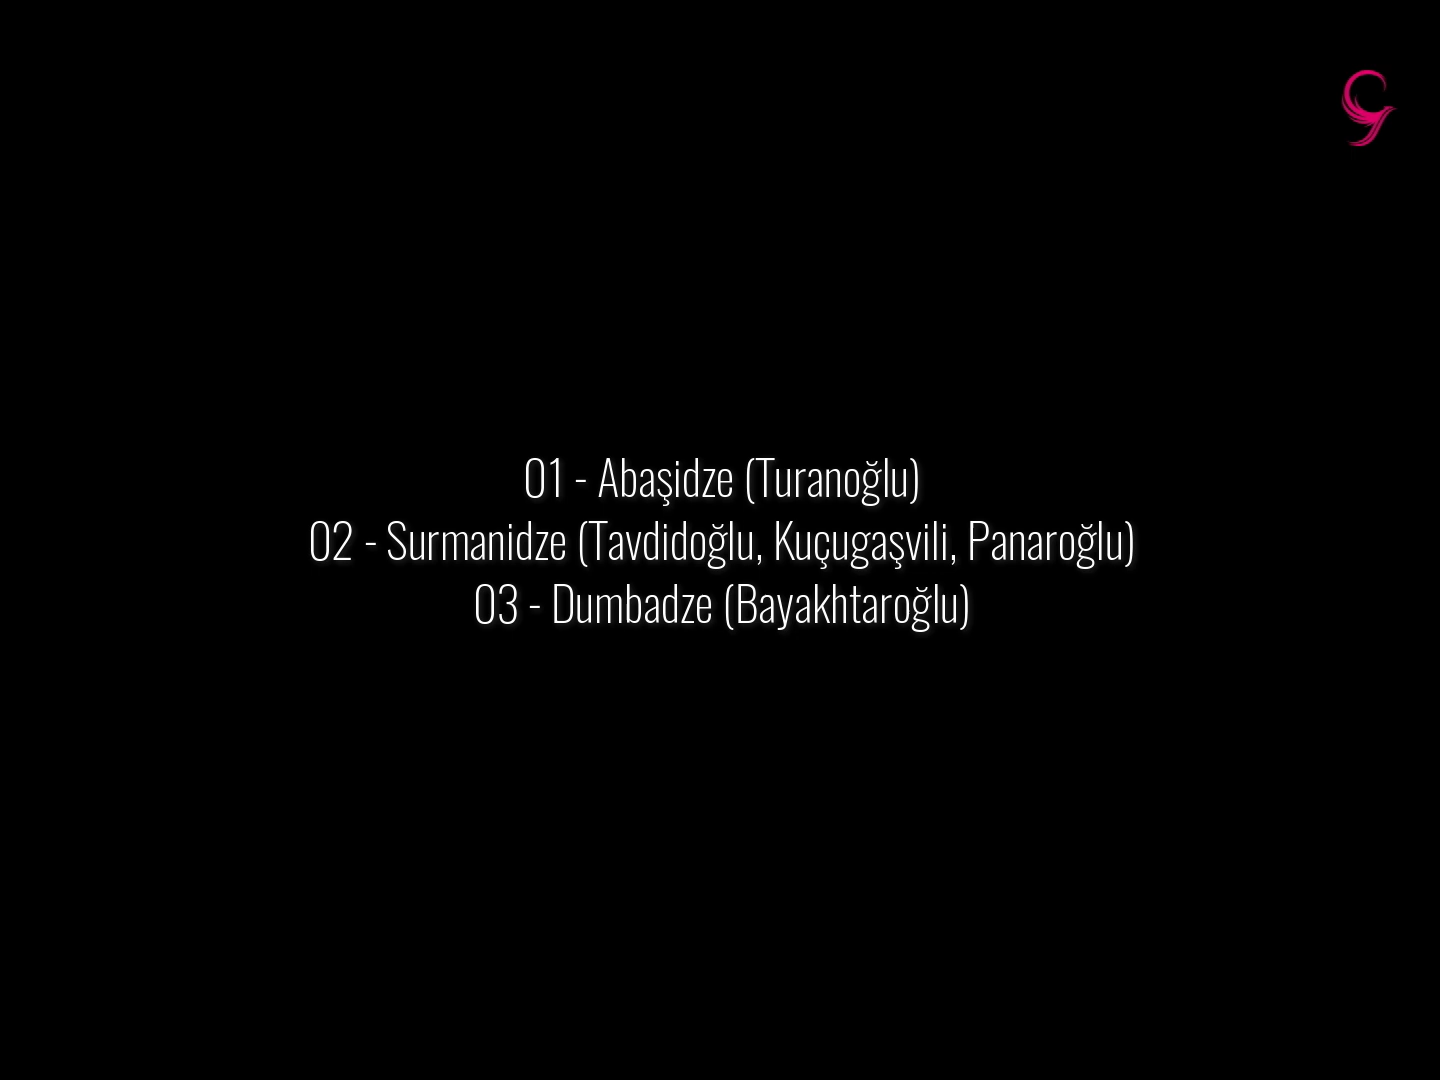 01 - Abaşidze (Turanoğlu)
02 - Surmanidze (Tavdidoğlu, Kuçugaşvili, Panaroğlu)
03 - Dumbadze (Bayakhtaroğlu)